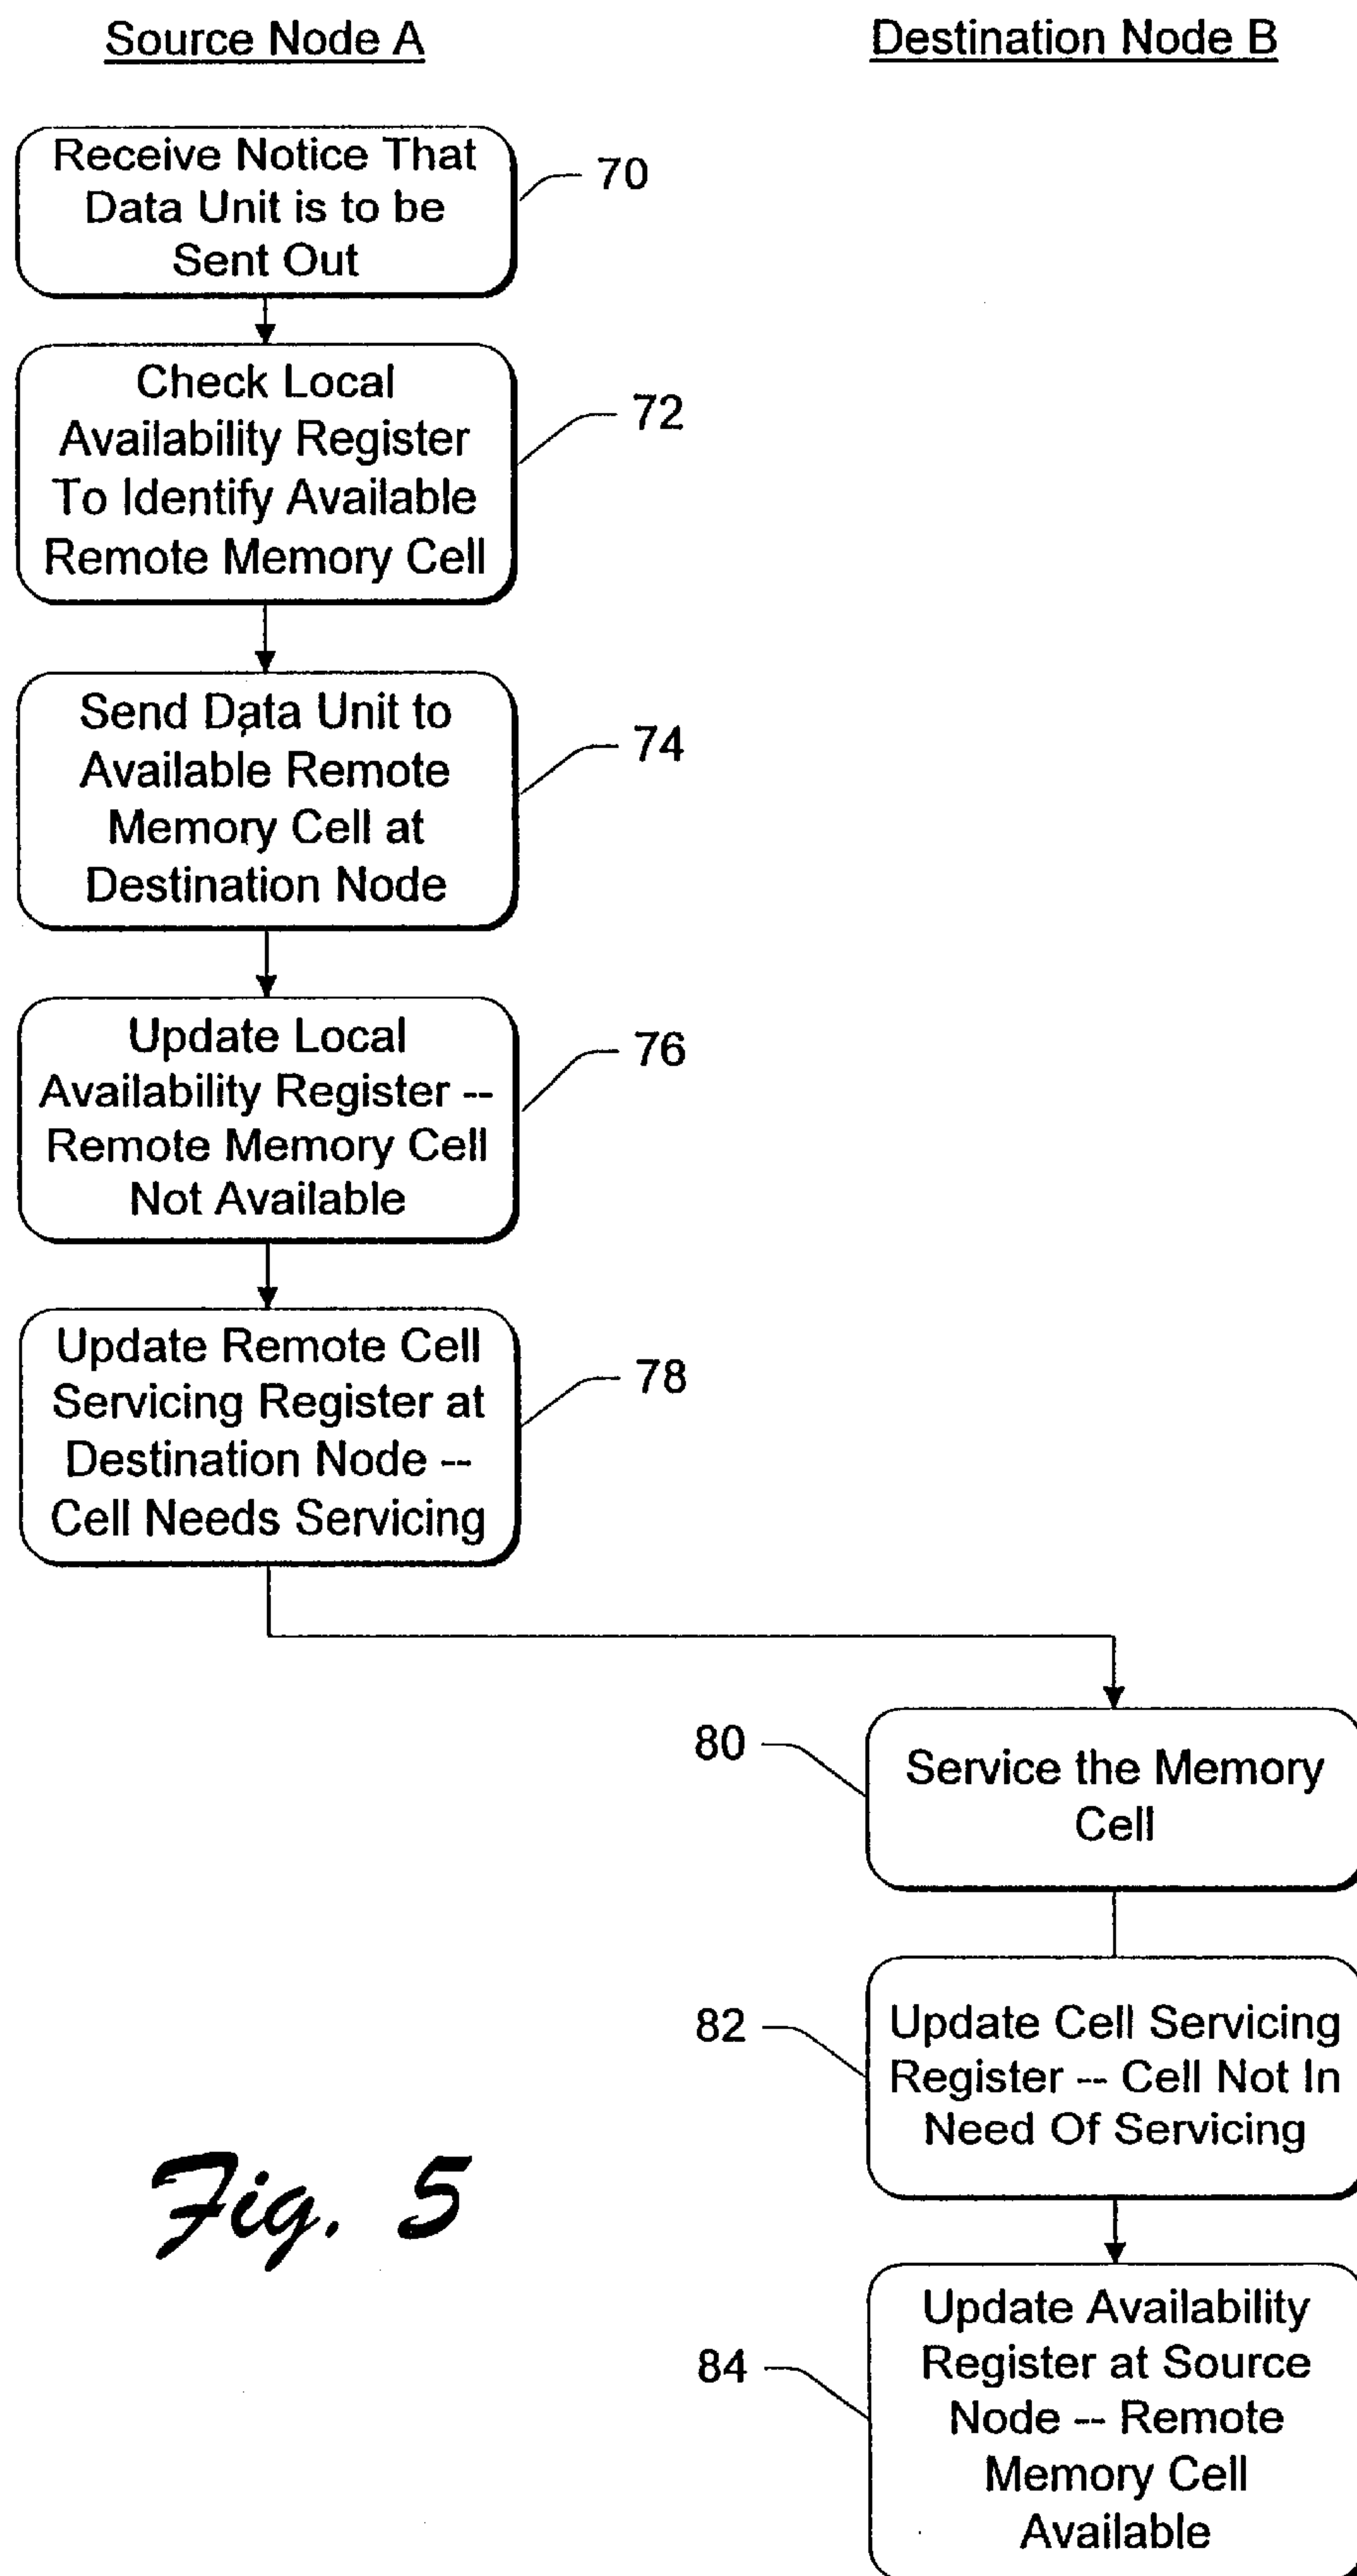 Source Node A
Destination Node B
Receive Notice That
Data Unit is to be
Sent Out
70
Check Local
Availability Register
To Identify Available
Remote Memory Cell
72
Send Data Unit to
Available Remote
Memory Cell at
Destination Node
74
Update Local
Availability Register --
Remote Memory Cell
Not Available
76
Update Remote Cell
Servicing Register at
Destination Node --
Cell Needs Servicing
78
80
Service the Memory
Cell
82
Update Cell Servicing
Register -- Cell Not In
Need Of Servicing
84
Update Availability
Register at Source
Node -- Remote
Memory Cell
Available
Fig. 5